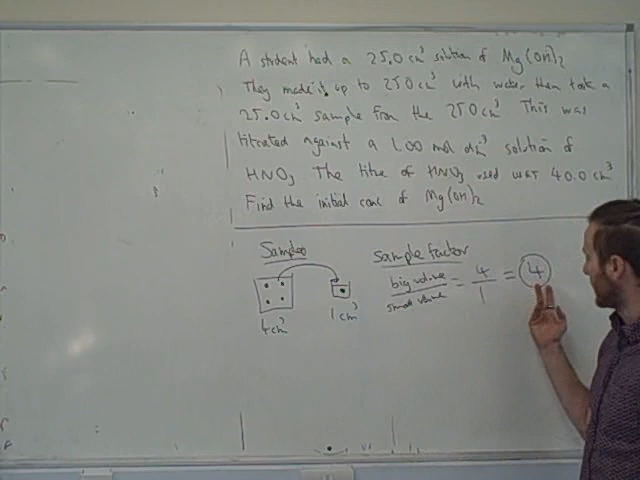 A student had a 25.0 cm³ solution of Mg(OH)₂
They made it up to 250 cm³ with water then took a
25.0 cm³ sample from the 250 cm³ This was
titrated against a 1.00 mol dm⁻³ solution of
HNO₃ The titre of HNO₃ used was 40.0 cm³
Find the initial conc of Mg(OH)₂
Samples
4 cm³
1 cm³
Sample factor
big volume / small volume = 4/1 = 4